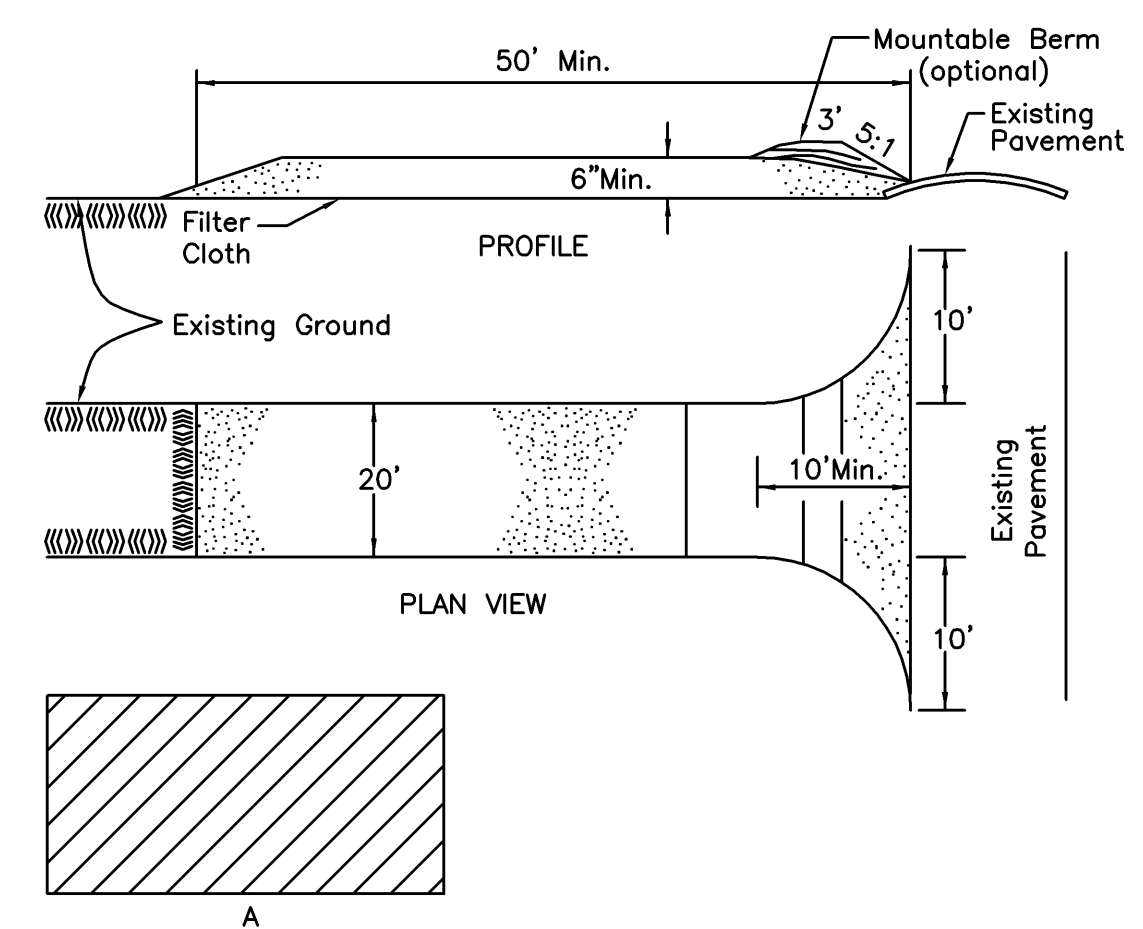 50' Min.
Mountable Berm
(optional)
3'
5:1
Existing
Pavement
6"Min.
Filter
Cloth
PROFILE
Existing Ground
10'
20'
10'Min.
Existing
Pavement
PLAN VIEW
10'
A